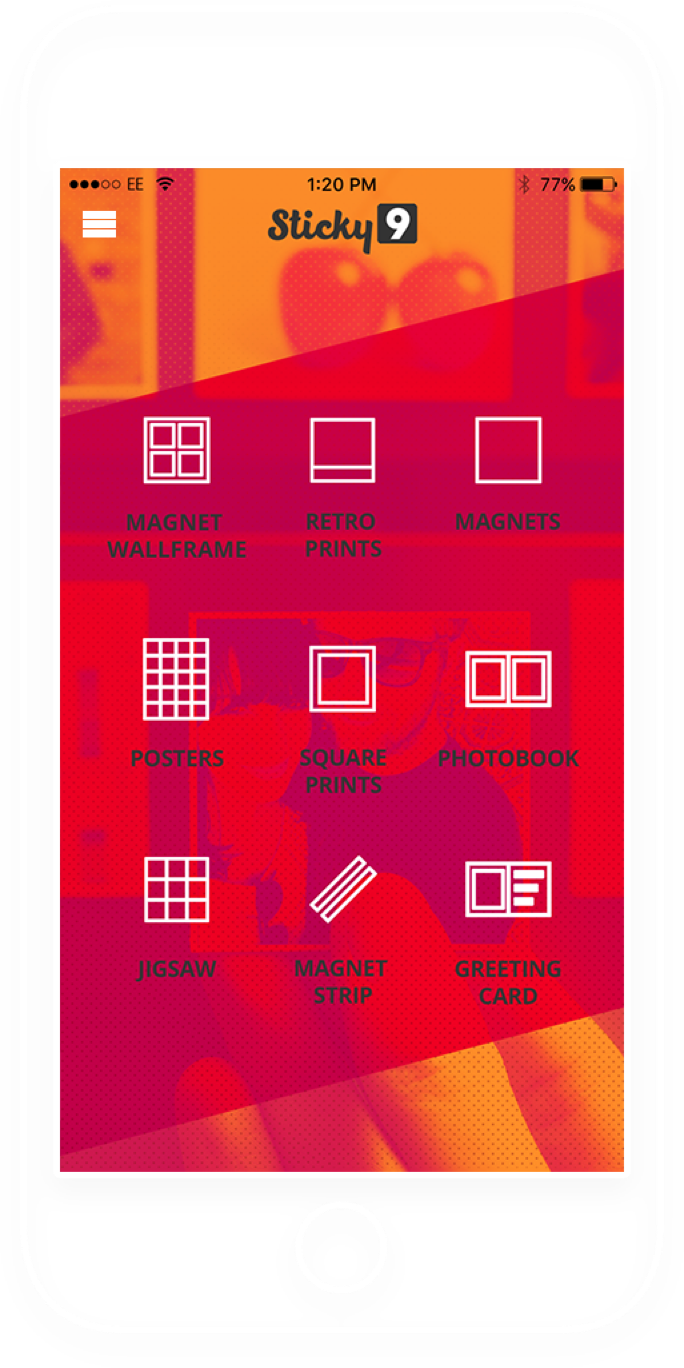 EE 1:20 PM 77%
Sticky 9
MAGNET
WALLFRAME
RETRO
PRINTS
MAGNETS
POSTERS
SQUARE
PRINTS
PHOTOBOOK
JIGSAW
MAGNET
STRIP
GREETING
CARD